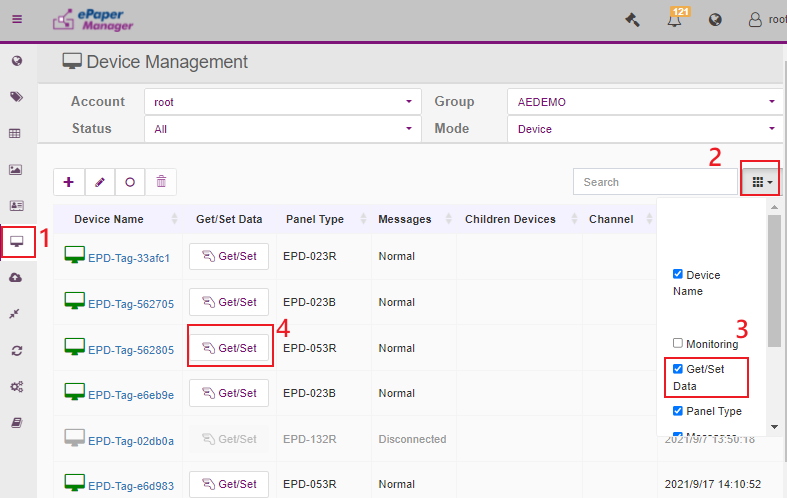 ePaper
Manager
121
root
Device Management
Account
root
Group
AEDEMO
Status
All
Mode
Device
2
Search
1
Device Name
Get/Set Data
Panel Type
Messages
Children Devices
Channel
EPD-Tag-33afc1
Get/Set
EPD-023R
Normal
Device
Name
EPD-Tag-562705
Get/Set
EPD-023B
Normal
4
3
EPD-Tag-562805
Get/Set
EPD-053R
Normal
Monitoring
Get/Set
Data
EPD-Tag-e6eb9e
Get/Set
EPD-023B
Normal
Panel Type
EPD-Tag-02db0a
Get/Set
EPD-132R
Disconnected
2021/9/7 13:50:18
EPD-Tag-e6d983
Get/Set
EPD-053R
Normal
2021/9/17 14:10:52